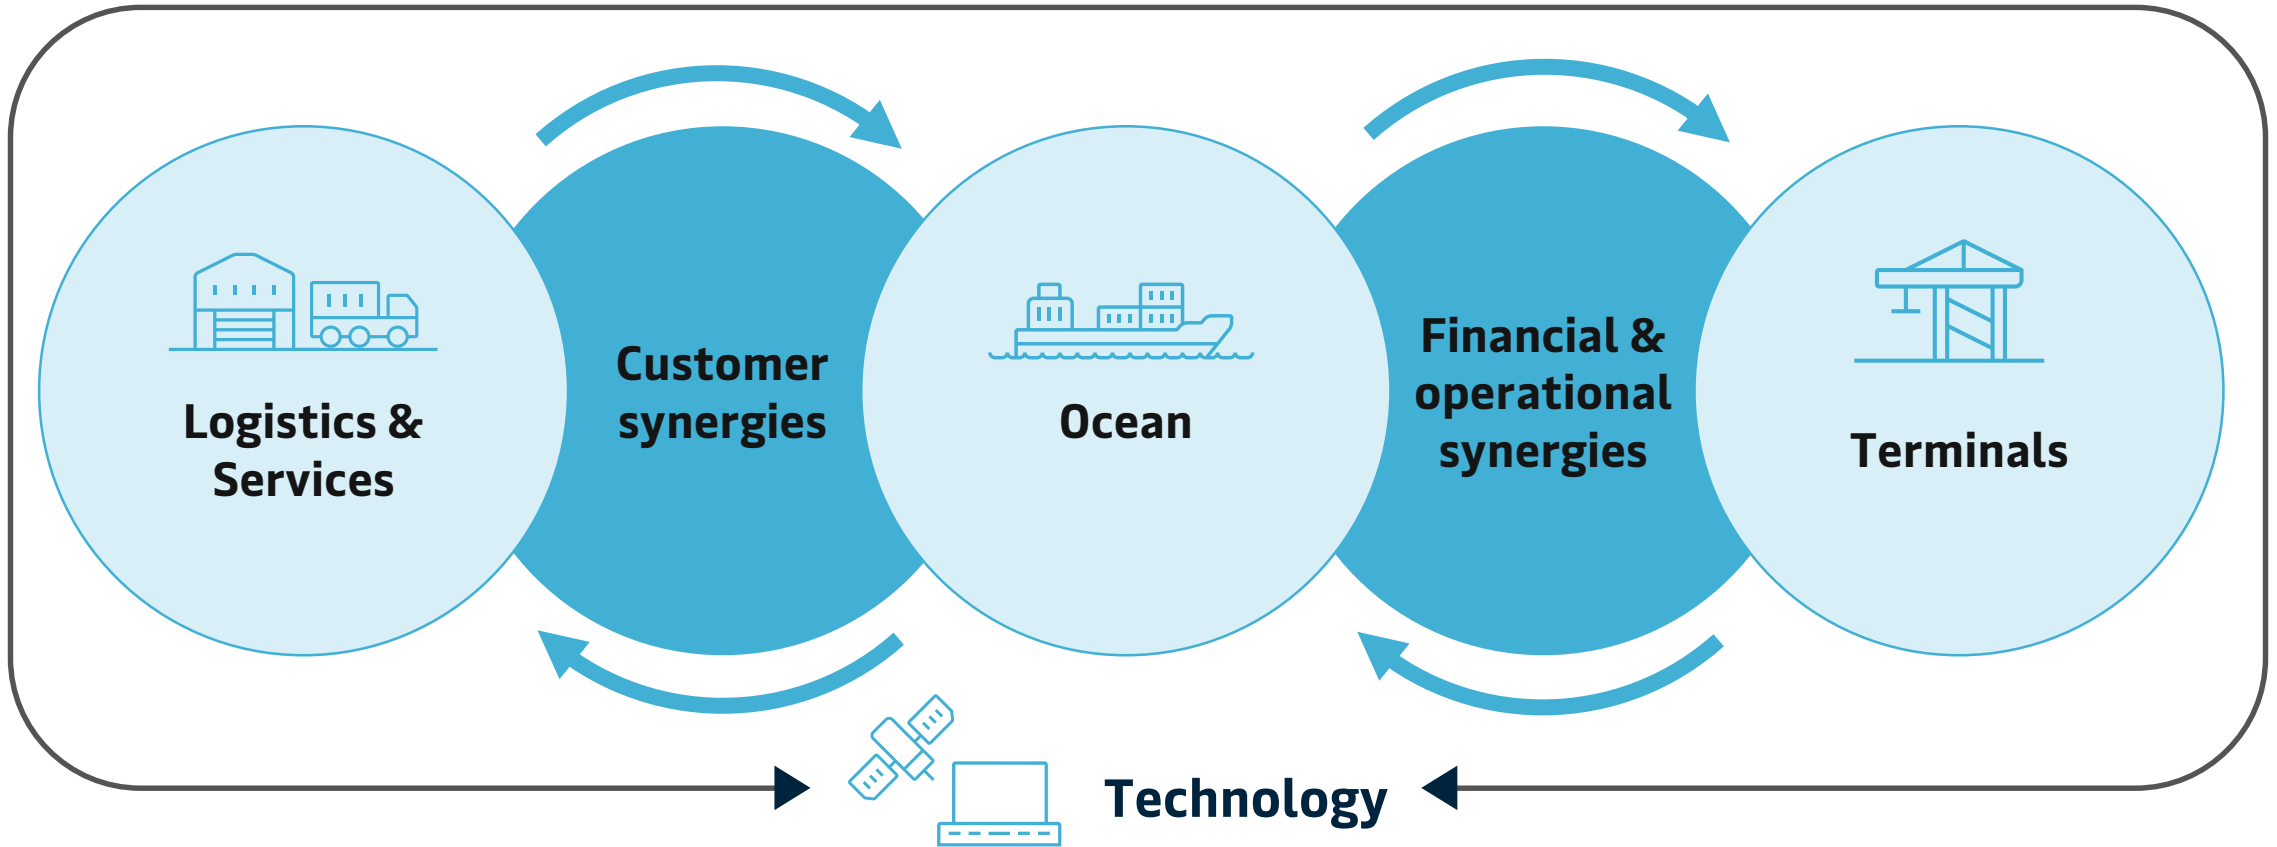 Logistics &
Services
Customer
synergies
Ocean
Financial &
operational
synergies
Terminals
Technology